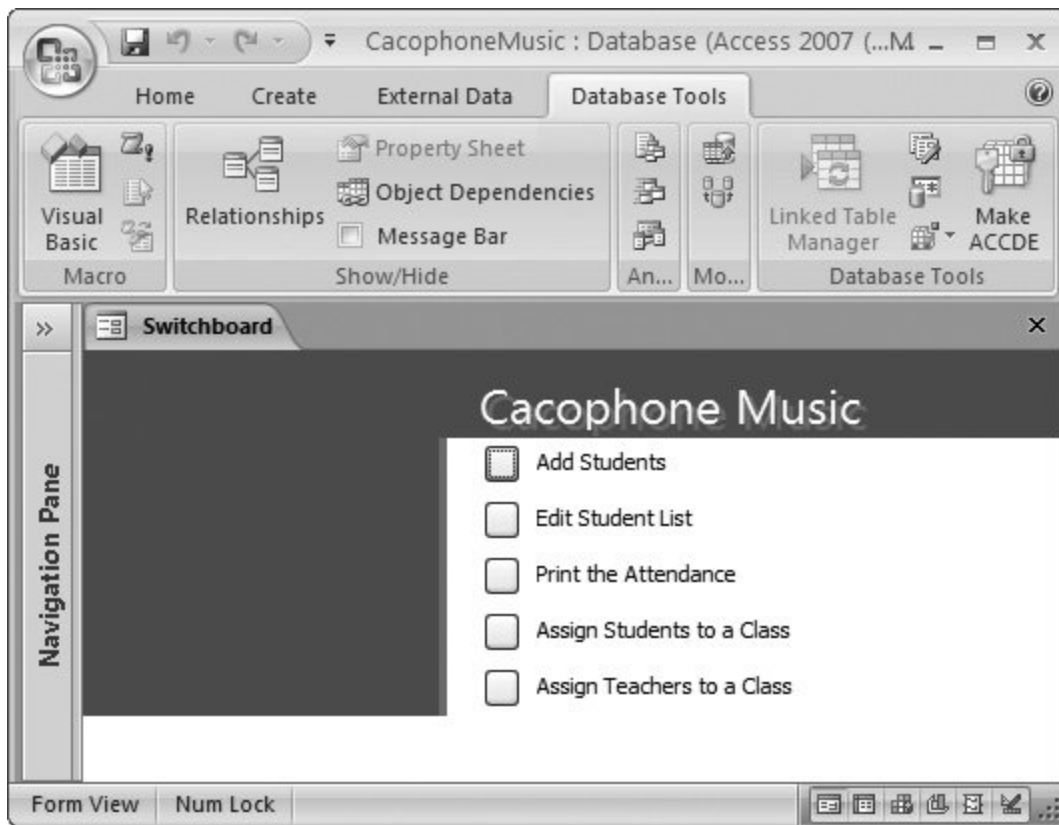 CacophoneMusic : Database (Access 2007 (...M
Home Create External Data Database Tools
Visual Basic
Macro
Relationships
Property Sheet
Object Dependencies
Message Bar
Show/Hide
An...
Mo...
Linked Table Manager
Make ACCDE
Database Tools
Switchboard
Navigation Pane
Cacophone Music
Add Students
Edit Student List
Print the Attendance
Assign Students to a Class
Assign Teachers to a Class
Form View Num Lock